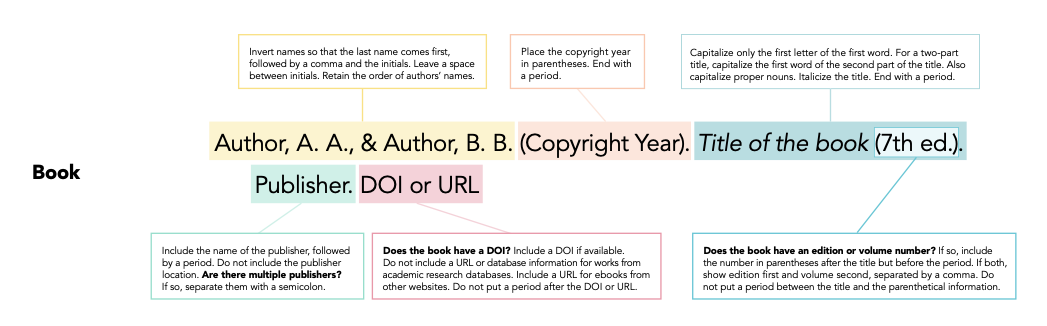 Invert names so that the last name comes first,
followed by a comma and the initials. Leave a space
between initials. Retain the order of authors’ names.
Place the copyright year
in parentheses. End with
a period.
Capitalize only the first letter of the first word. For a two-part
title, capitalize the first word of the second part of the title. Also
capitalize proper nouns. Italicize the title. End with a period.
Author, A. A., & Author, B. B. (Copyright Year). Title of the book (7th ed.).
Book
Publisher. DOI or URL
Include the name of the publisher, followed
by a period. Do not include the publisher
location. Are there multiple publishers?
If so, separate them with a semicolon.
Does the book have a DOI? Include a DOI if available.
Do not include a URL or database information for works from
academic research databases. Include a URL for ebooks from
other websites. Do not put a period after the DOI or URL.
Does the book have an edition or volume number? If so, include
the number in parentheses after the title but before the period. If both,
show edition first and volume second, separated by a comma. Do
not put a period between the title and the parenthetical information.